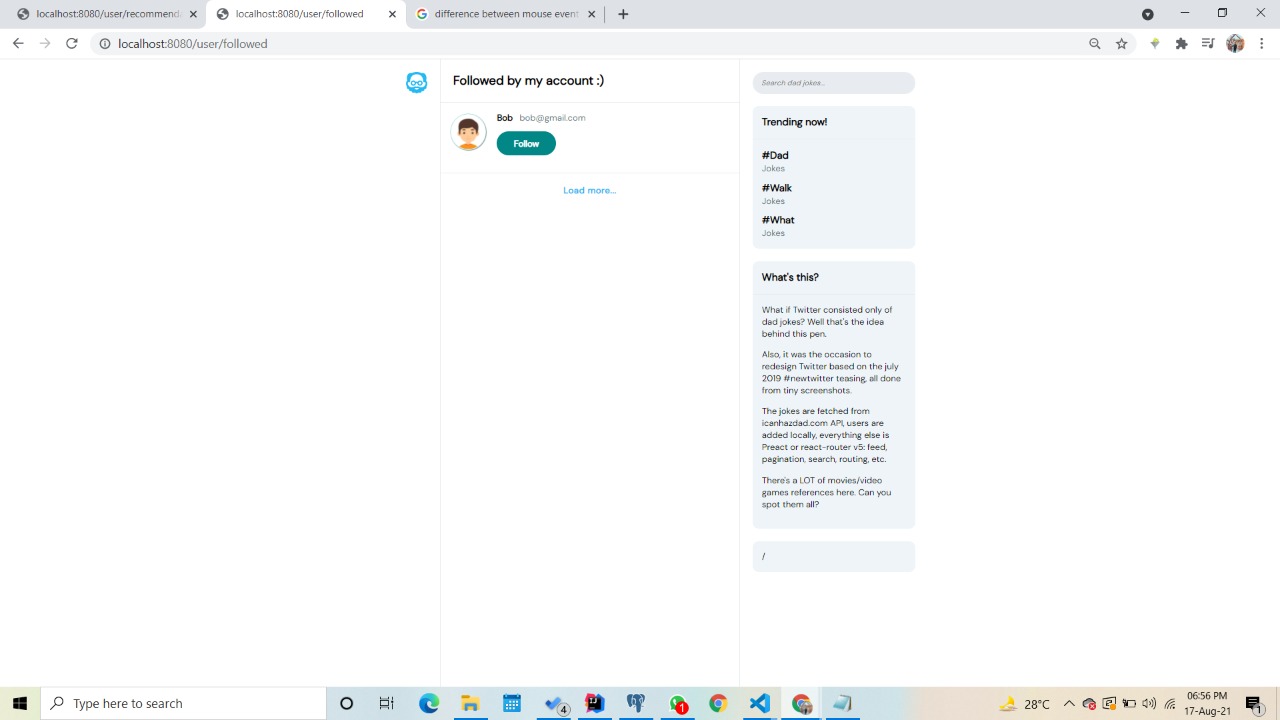 localhost:8080/user/recommend
localhost:8080/user/followed
difference between mouse event
localhost:8080/user/followed
Followed by my account :)
Bob bob@gmail.com
Follow
Load more...
Search dad jokes...
Trending now!
#Dad
Jokes
#Walk
Jokes
#What
Jokes
What's this?
What if Twitter consisted only of
dad jokes? Well that's the idea
behind this pen.
Also, it was the occasion to
redesign Twitter based on the july
2019 #newtwitter teasing, all done
from tiny screenshots.
The jokes are fetched from
icanhazdad.com API, users are
added locally, everything else is
Preact or react-router v5: feed,
pagination, search, routing, etc.
There's a LOT of movies/video
games references here. Can you
spot them all?
/
Type here to search
4
1
28°C
06:56 PM
17-Aug-21
1